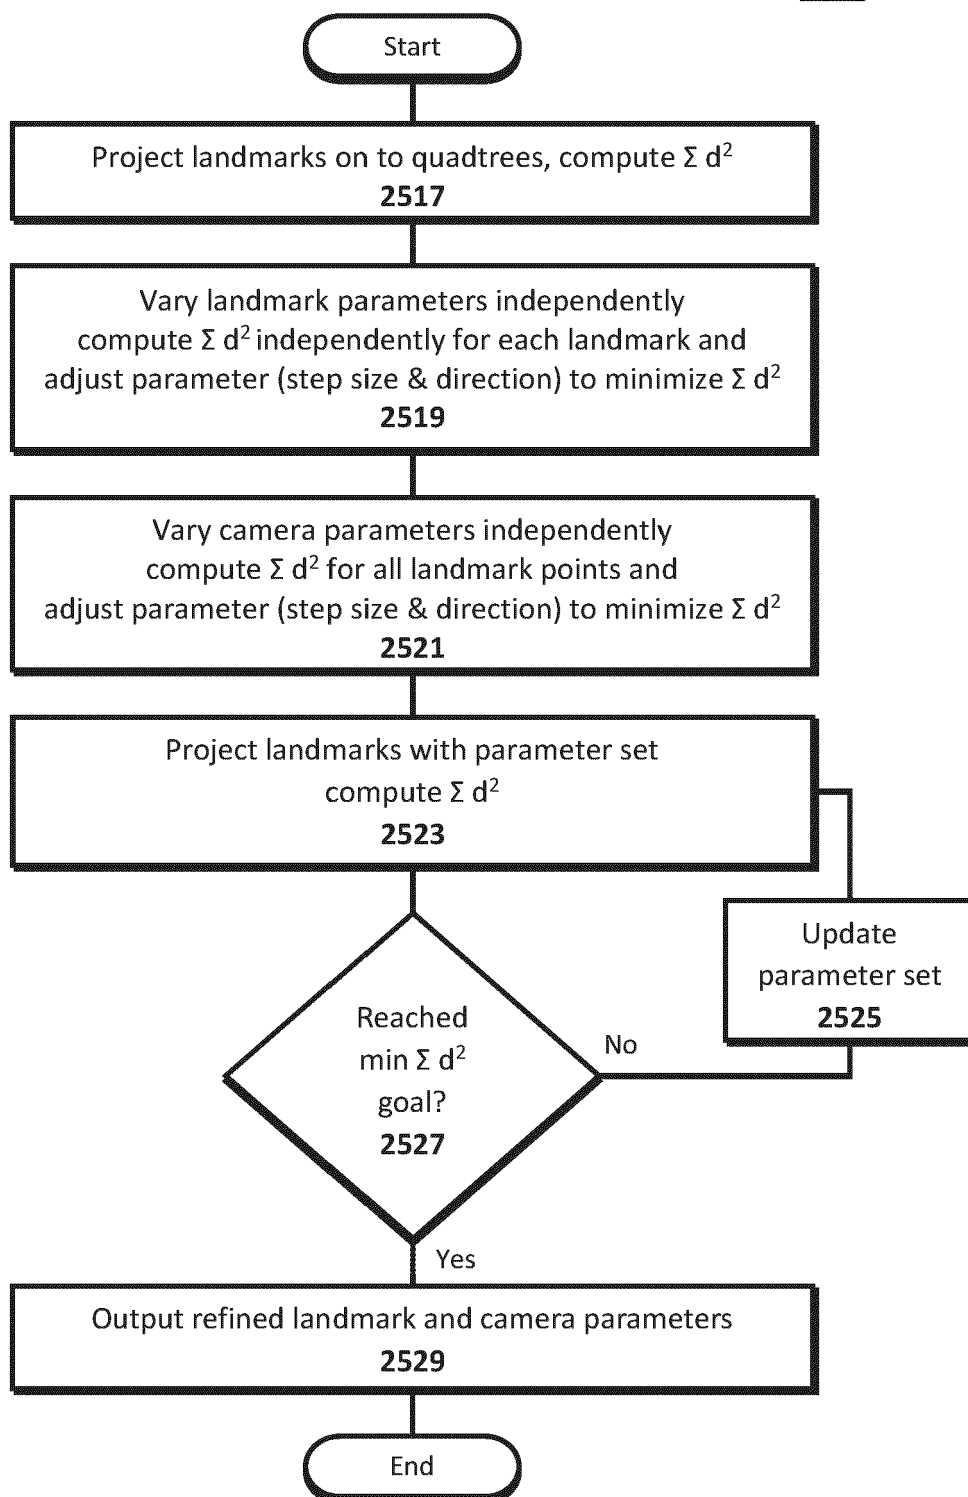 Start
Project landmarks on to quadtrees, compute Σ d²
2517
Vary landmark parameters independently
compute Σ d² independently for each landmark and
adjust parameter (step size & direction) to minimize Σ d²
2519
Vary camera parameters independently
compute Σ d² for all landmark points and
adjust parameter (step size & direction) to minimize Σ d²
2521
Project landmarks with parameter set
compute Σ d²
2523
Update
parameter set
2525
Reached
min Σ d²
goal?
2527
No
Yes
Output refined landmark and camera parameters
2529
End